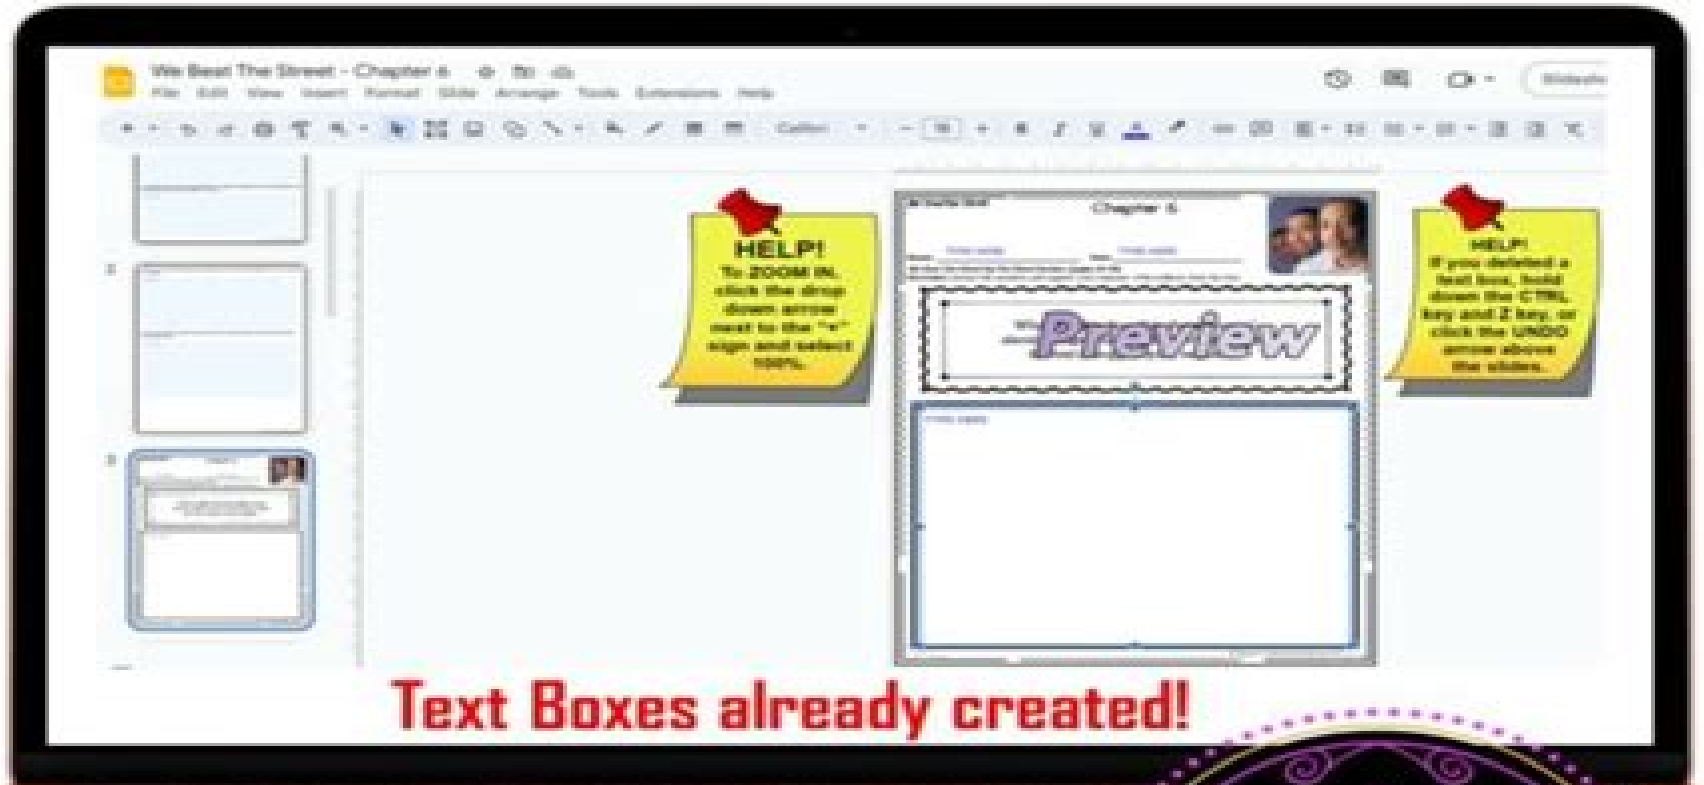 We Beat The Street - Chapter 6
File Edit View Insert Format Slide Arrange Tools Extensions Help
Slidesho
Calibri
HELP!
To ZOOM IN,
click the drop
down arrow
next to the "+"
sign and select
100%.
Chapter 6
Preview
HELP!
If you deleted a
text box, hold
down the CTRL
key and Z key, or
click the UNDO
arrow above
the slides.
Text Boxes already created!